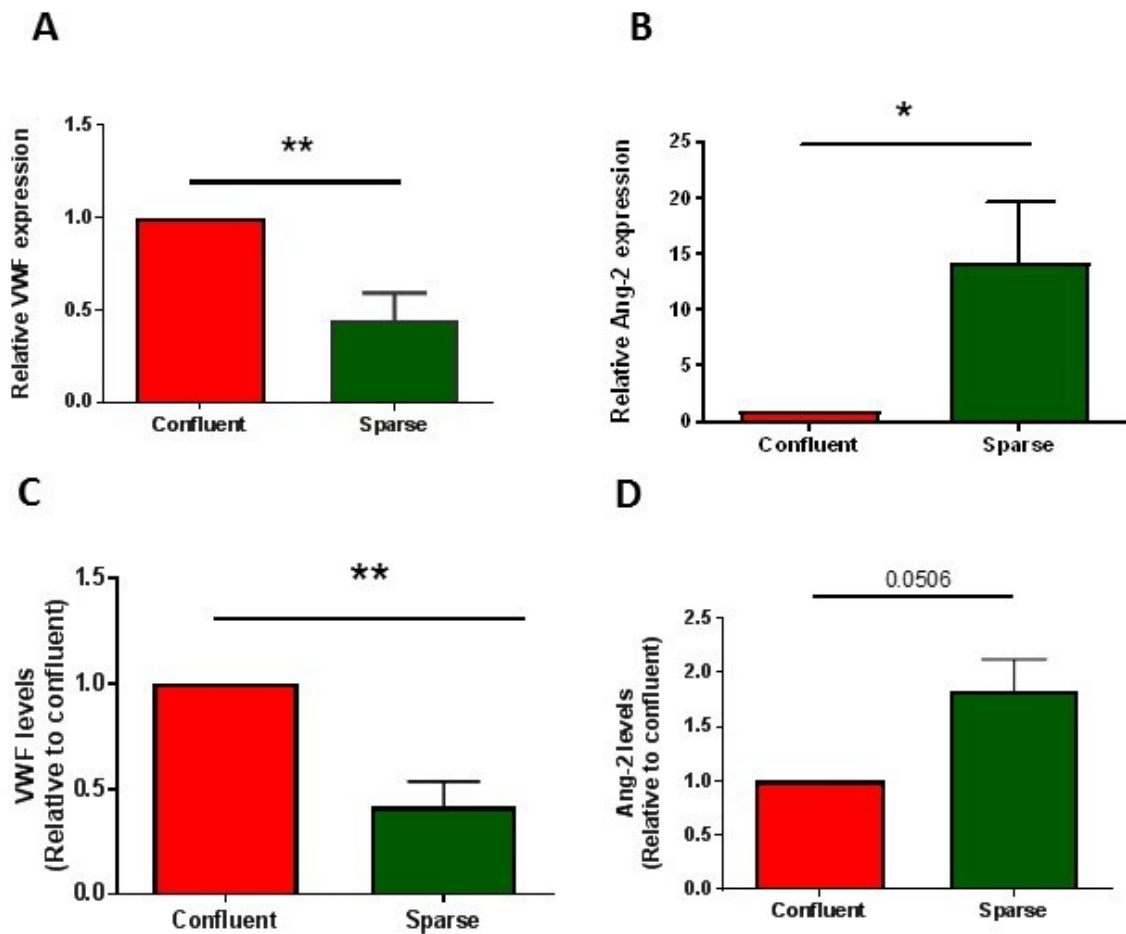 A
Relative VWF expression
1.5
1.0
0.5
0.0
**
Confluent
Sparse
B
Relative Ang-2 expression
25
20
15
10
5
0
*
Confluent
Sparse
C
VWF levels
(Relative to confluent)
1.5
1.0
0.5
0.0
**
Confluent
Sparse
D
Ang-2 levels
(Relative to confluent)
0.0506
2.5
2.0
1.5
1.0
0.5
0.0
Confluent
Sparse